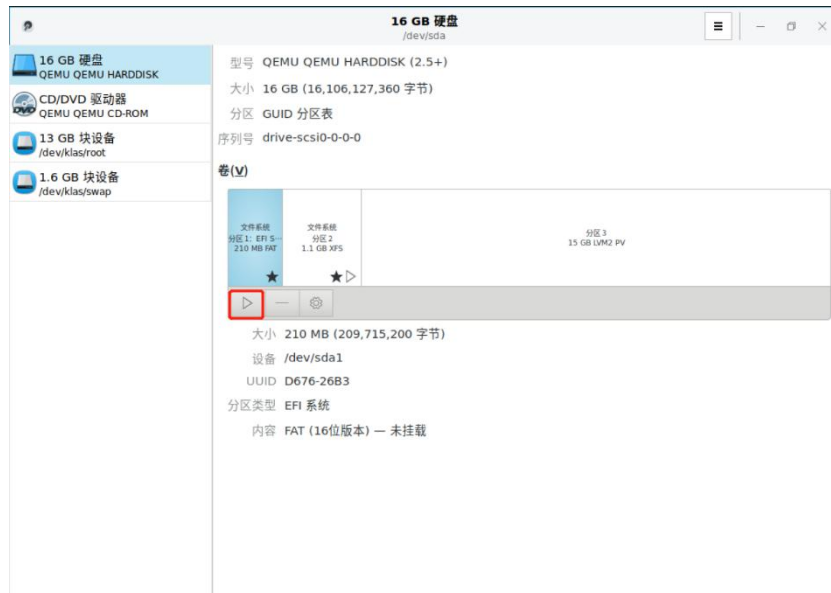 16 GB 硬盘
/dev/sda
16 GB 硬盘
QEMU QEMU HARDDISK
CD/DVD 驱动器
QEMU QEMU CD-ROM
13 GB 块设备
/dev/klas/root
1.6 GB 块设备
/dev/klas/swap
型号 QEMU QEMU HARDDISK (2.5+)
大小 16 GB (16,106,127,360 字节)
分区 GUID 分区表
序列号 drive-scsi0-0-0-0
卷(V)
文件系统
分区 1: EFI S…
210 MB FAT
文件系统
分区 2
1.1 GB XFS
分区 3
15 GB LVM2 PV
大小 210 MB (209,715,200 字节)
设备 /dev/sda1
UUID D676-26B3
分区类型 EFI 系统
内容 FAT (16位版本) — 未挂载